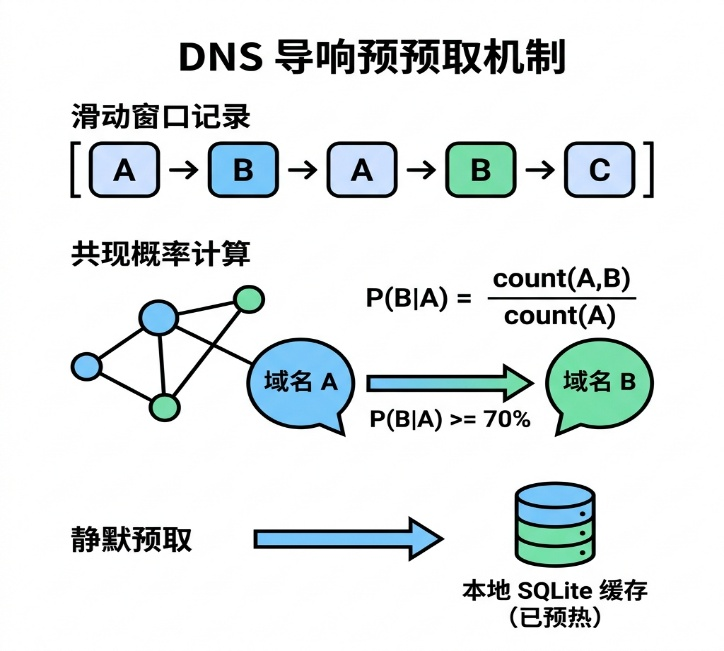 DNS 导响预预取机制
滑动窗口记录
[ A → B → A → B → C ]
共现概率计算
P(B|A) = count(A,B)
count(A)
域名 A
域名 B
P(B|A) >= 70%
静默预取
本地 SQLite 缓存
（已预热）